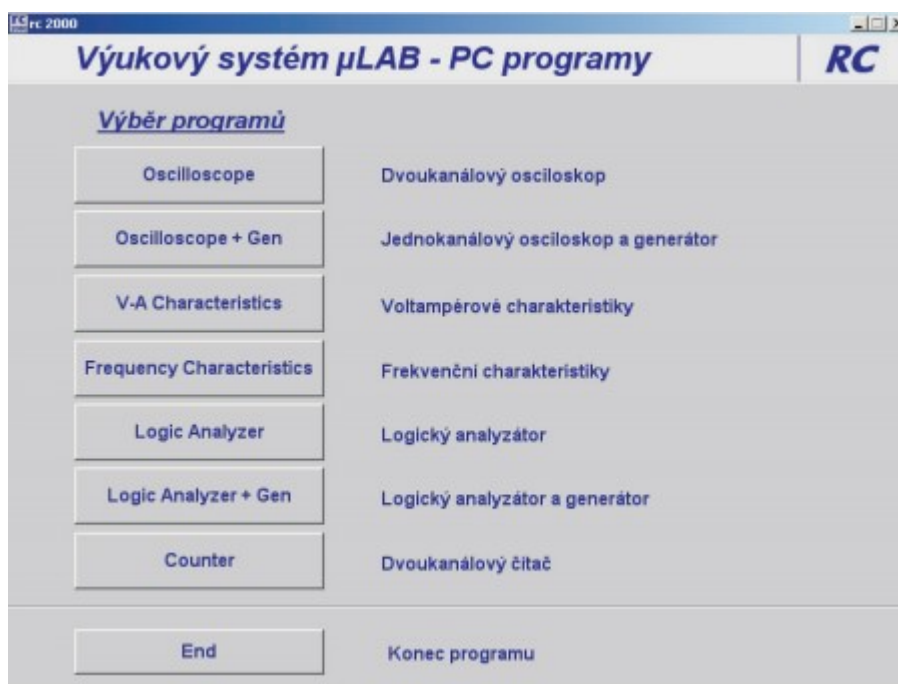 rc 2000
Výukový systém µLAB - PC programy RC
Výběr programů
Oscilloscope Dvoukanálový osciloskop
Oscilloscope + Gen Jednokanálový osciloskop a generátor
V-A Characteristics Voltampérové charakteristiky
Frequency Characteristics Frekvenční charakteristiky
Logic Analyzer Logický analyzátor
Logic Analyzer + Gen Logický analyzátor a generátor
Counter Dvoukanálový čítač
End Konec programu